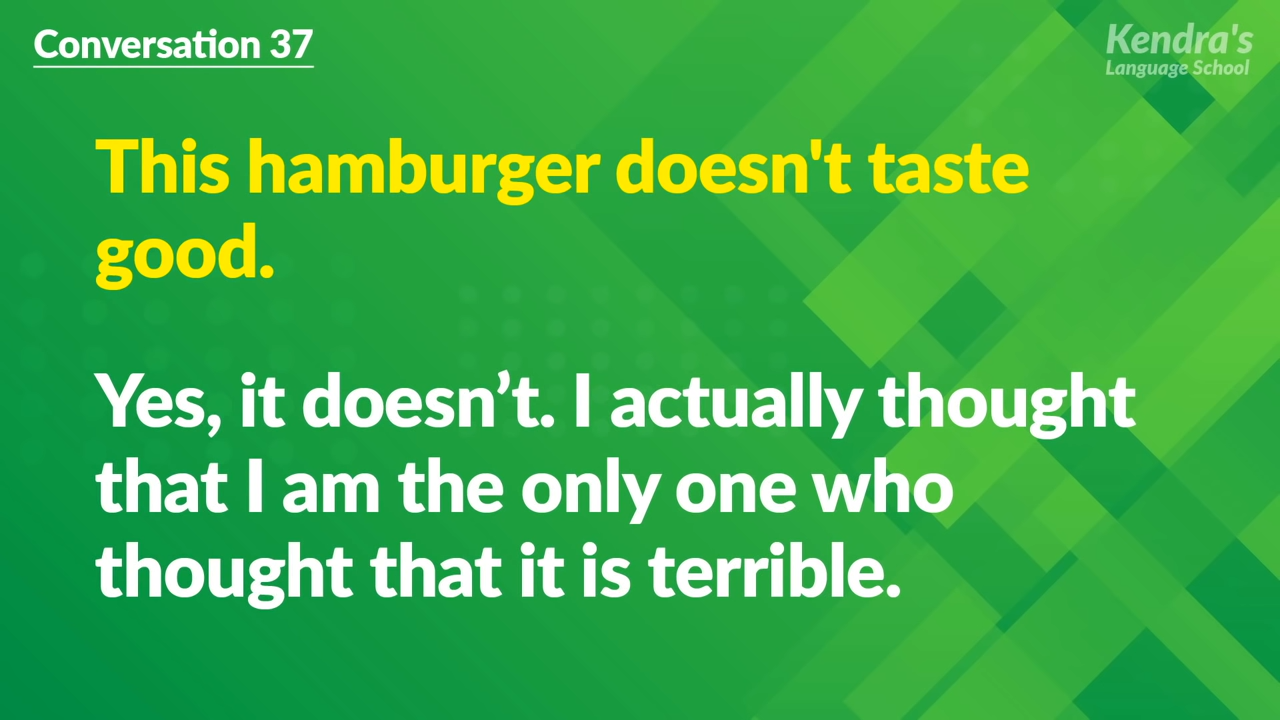 Conversation 37
Kendra's
Language School
This hamburger doesn't taste
good.
Yes, it doesn’t. I actually thought
that I am the only one who
thought that it is terrible.